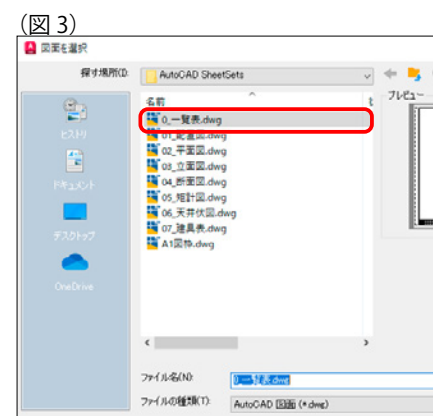 (図 3)
図面を選択
探す場所(I):
AutoCAD SheetSets
プレビュー
名前
0_一覧表.dwg
01_配置図.dwg
02_平面図.dwg
03_立面図.dwg
04_断面図.dwg
05_矩計図.dwg
06_天井伏図.dwg
07_建具表.dwg
A1図枠.dwg
ヒストリ
ドキュメント
デスクトップ
OneDrive
ファイル名(N):
0_一覧表.dwg
ファイルの種類(T):
AutoCAD 図面 (*.dwg)